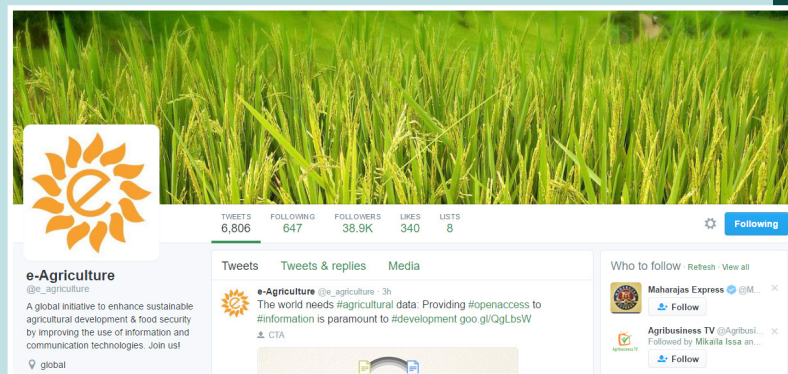 e
TWEETS FOLLOWING FOLLOWERS LIKES LISTS
6,806 647 38.9K 340 8
Following
e-Agriculture
@e_agriculture
A global initiative to enhance sustainable
agricultural development & food security
by improving the use of information and
communication technologies. Join us!
global
Tweets Tweets & replies Media
e
e-Agriculture @e_agriculture · 3h
The world needs #agricultural data: Providing #openaccess to
#information is paramount to #development goo.gl/QgLbsW
CTA
Who to follow · Refresh · View all
Maharajas Express @M...
Follow
Agribusiness TV @Agribusi...
Followed by Mikaila Issa an...
Follow
Agribusiness TV